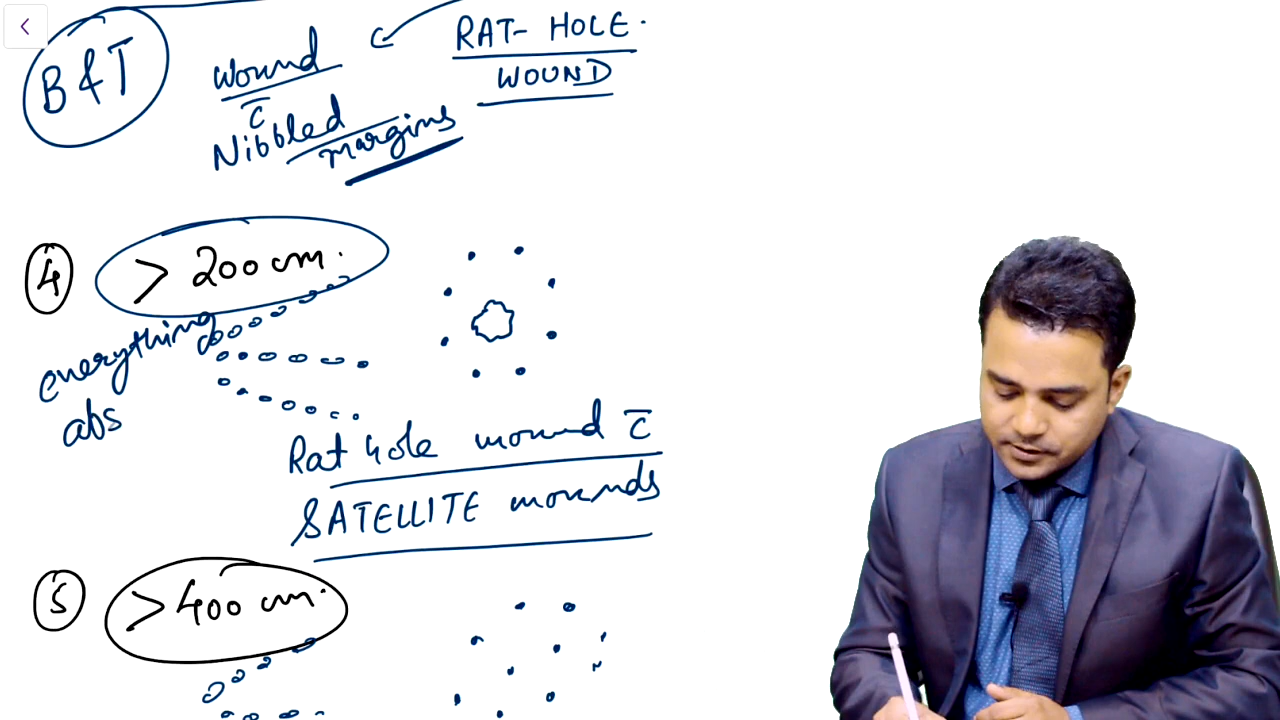 B & T
RAT-HOLE.
WOUND
wound
c̄
Nibbled
margins
④ > 200 cm.
everything
abs
Rat hole wound c̄
SATELLITE wounds
⑤ > 400 cm.